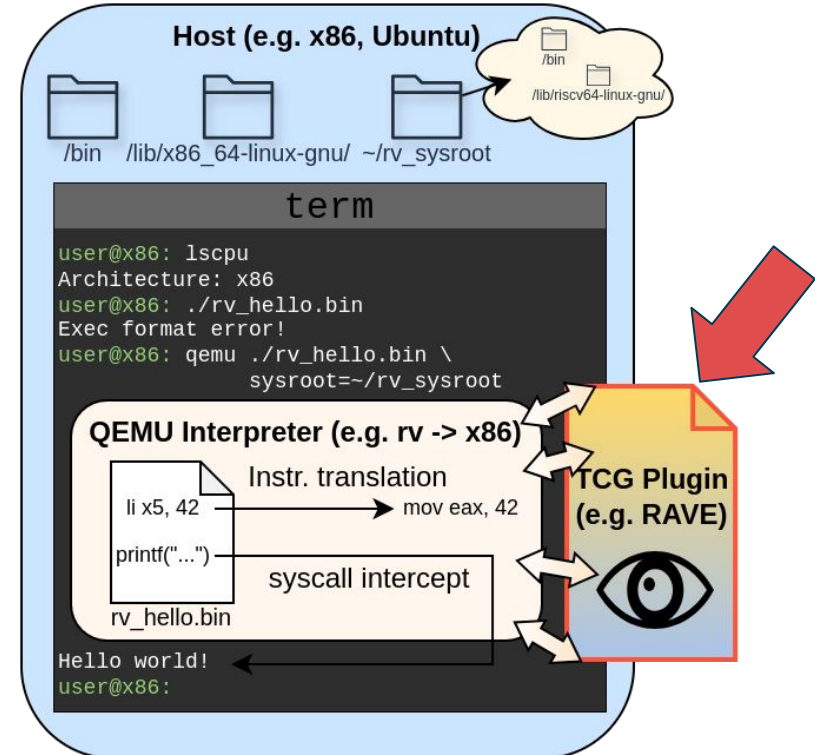 Host (e.g. x86, Ubuntu)
/bin
/lib/riscv64-linux-gnu/
/bin /lib/x86_64-linux-gnu/ ~/rv_sysroot
term
user@x86: lscpu
Architecture: x86
user@x86: ./rv_hello.bin
Exec format error!
user@x86: qemu ./rv_hello.bin \
sysroot=~/rv_sysroot
QEMU Interpreter (e.g. rv -> x86)
Instr. translation
li x5, 42
mov eax, 42
printf("...")
syscall intercept
rv_hello.bin
TCG Plugin
(e.g. RAVE)
Hello world!
user@x86: